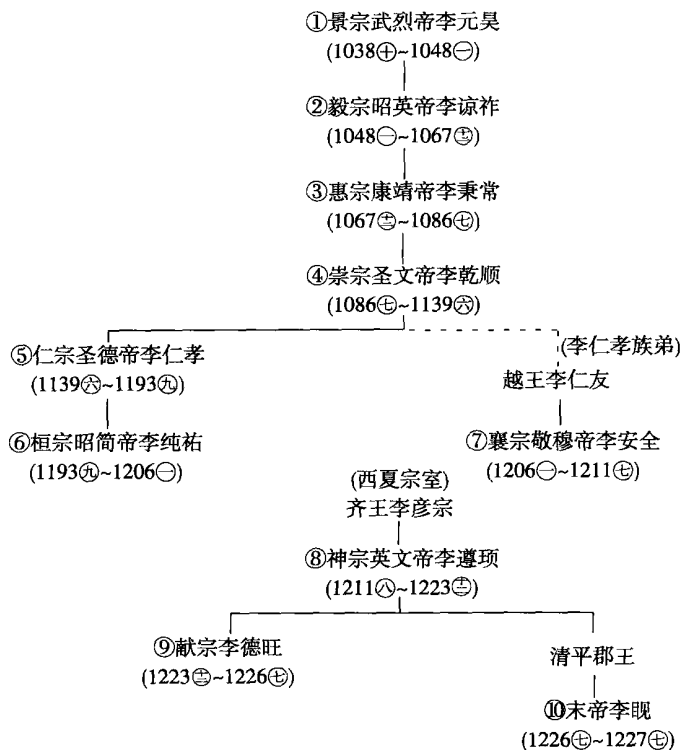 ①景宗武烈帝李元昊
(1038㊉~1048㊀)
②毅宗昭英帝李谅祚
(1048㊀~1067㊉㊁)
③惠宗康靖帝李秉常
(1067㊉㊁~1086㊆)
④崇宗圣文帝李乾顺
(1086㊆~1139㊅)
⑤仁宗圣德帝李仁孝
(1139㊅~1193㊈)
(李仁孝族弟)
越王李仁友
⑥桓宗昭简帝李纯祐
(1193㊈~1206㊀)
⑦襄宗敬穆帝李安全
(1206㊀~1211㊆)
(西夏宗室)
齐王李彦宗
⑧神宗英文帝李遵顼
(1211㊇~1223㊉㊁)
⑨献宗李德旺
(1223㊉㊁~1226㊆)
清平郡王
⑩末帝李睍
(1226㊆~1227㊆)